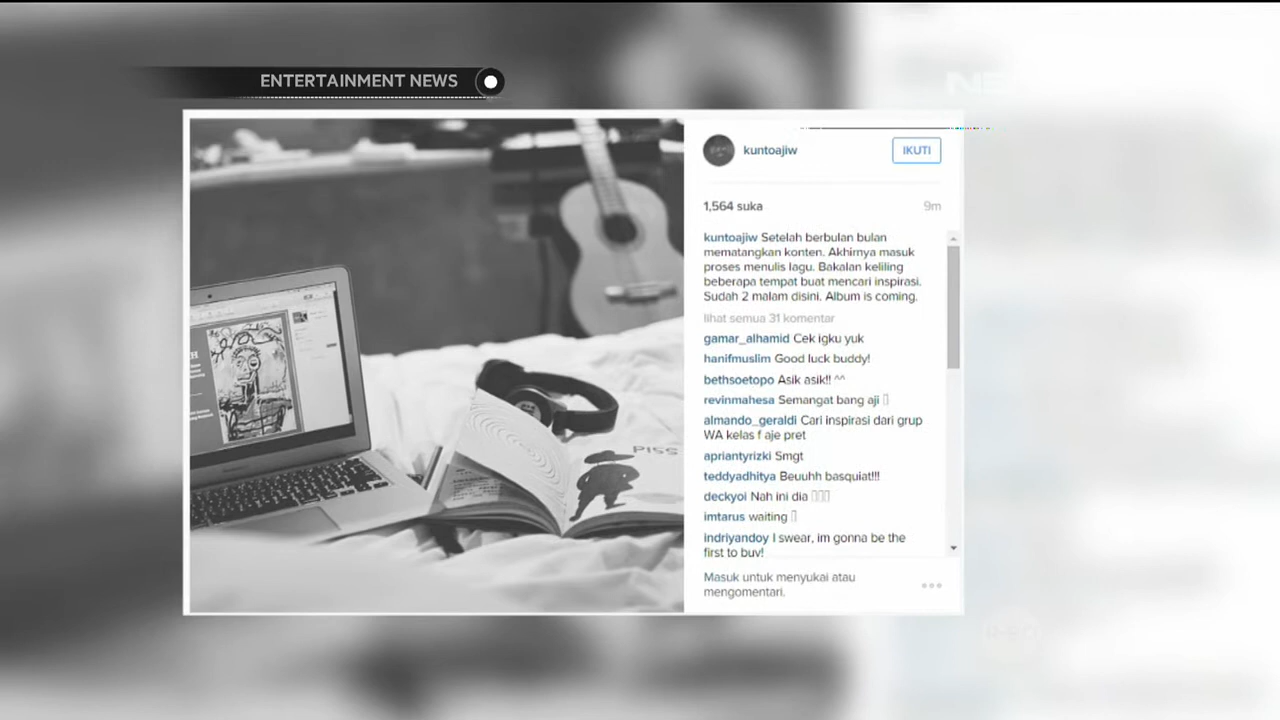 ENTERTAINMENT NEWS
kuntoajiw
IKUTI
1,564 suka
9m
kuntoajiw Setelah berbulan bulan
mematangkan konten. Akhirnya masuk
proses menulis lagu. Bakalan keliling
beberapa tempat buat mencari inspirasi.
Sudah 2 malam disini. Album is coming.
lihat semua 31 komentar
gamar_alhamid Cek igku yuk
hanifmuslim Good luck buddy!
bethsoetopo Asik asik!! ^^
revinmahesa Semangat bang aji
almando_geraldi Cari inspirasi dari grup
WA kelas f aje pret
apriantyrizki Smgt
teddyadhitya Beuuhh basquiat!!!
deckyoi Nah ini dia
imtarus waiting
indriyandoy I swear, im gonna be the
first to buy!
Masuk untuk menyukai atau
mengomentari.
PISS